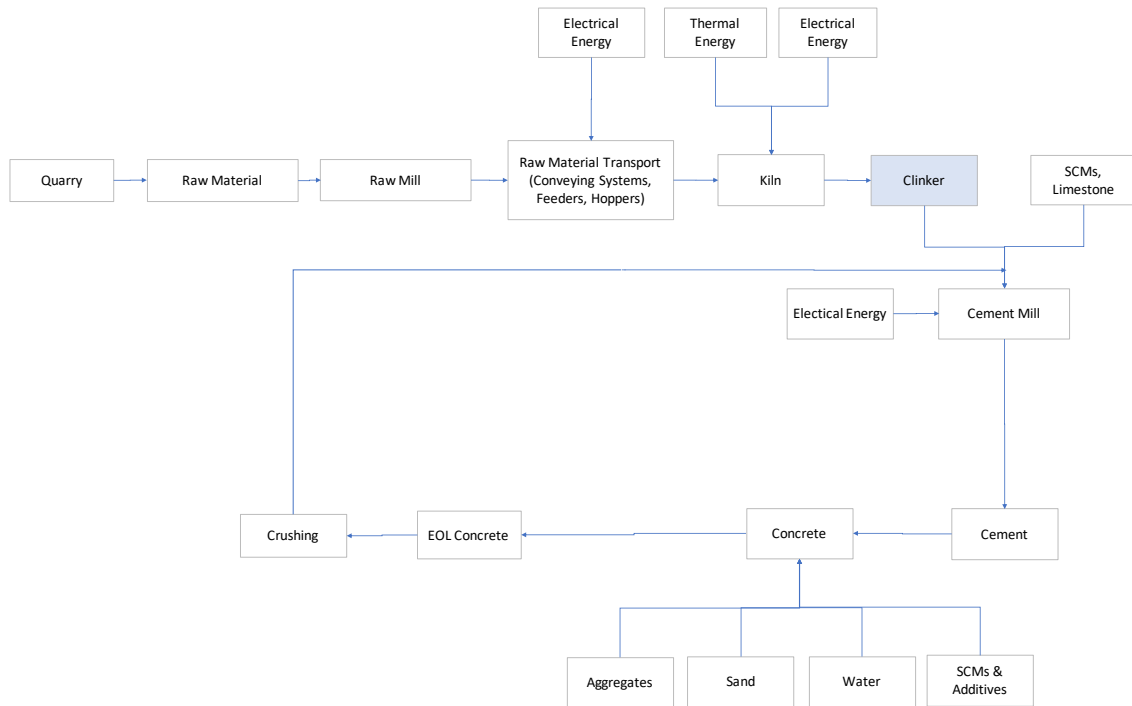 Electrical
Energy
Thermal
Energy
Electrical
Energy
Quarry
Raw Material
Raw Mill
Raw Material Transport
(Conveying Systems,
Feeders, Hoppers)
Kiln
Clinker
SCMs,
Limestone
Electical Energy
Cement Mill
Crushing
EOL Concrete
Concrete
Cement
Aggregates
Sand
Water
SCMs &
Additives